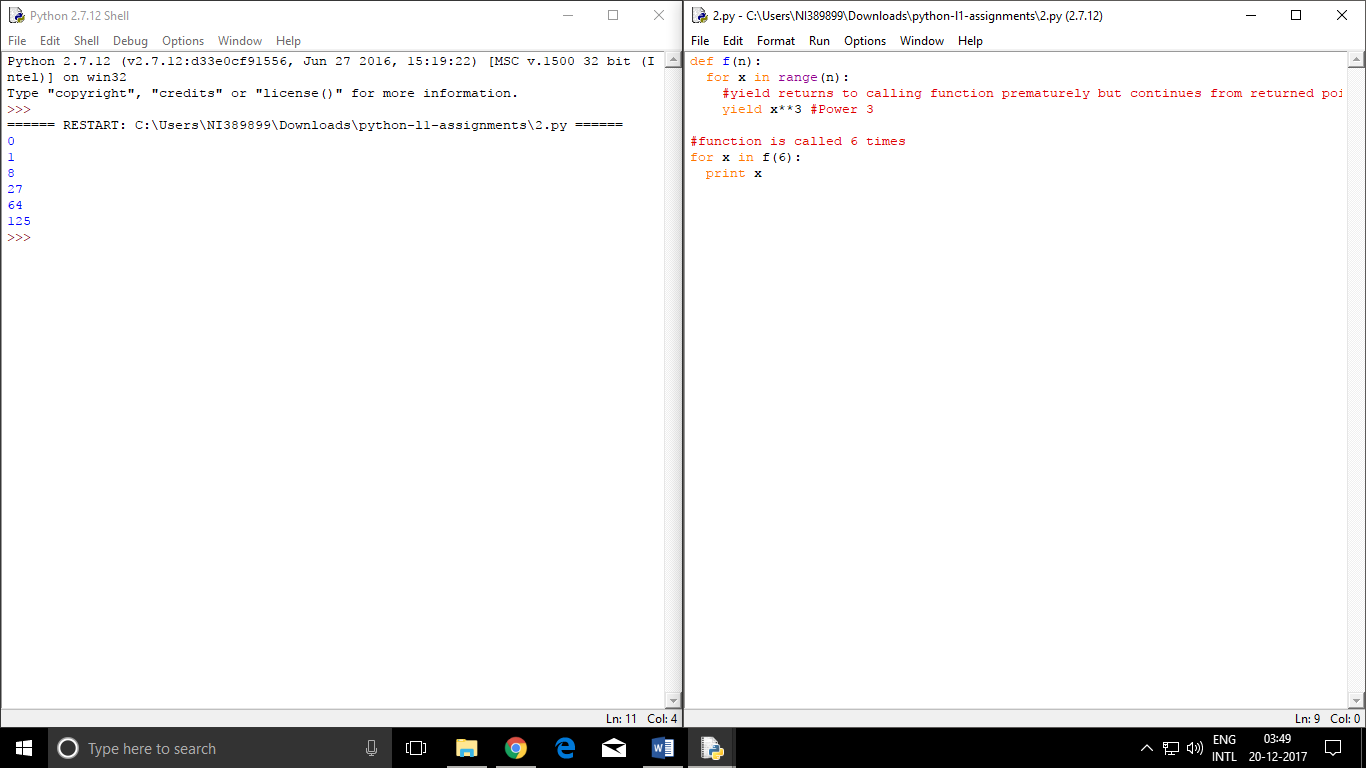 Python 2.7.12 Shell
File Edit Shell Debug Options Window Help
Python 2.7.12 (v2.7.12:d33e0cf91556, Jun 27 2016, 15:19:22) [MSC v.1500 32 bit (I
ntel)] on win32
Type "copyright", "credits" or "license()" for more information.
>>>
====== RESTART: C:\Users\NI389899\Downloads\python-l1-assignments\2.py ======
0
1
8
27
64
125
>>>
Ln: 11 Col: 4
2.py - C:\Users\NI389899\Downloads\python-l1-assignments\2.py (2.7.12)
File Edit Format Run Options Window Help
def f(n):
  for x in range(n):
    #yield returns to calling function prematurely but continues from returned poi
    yield x**3 #Power 3
#function is called 6 times
for x in f(6):
  print x
Ln: 9 Col: 0
Type here to search
ENG
INTL
03:49
20-12-2017